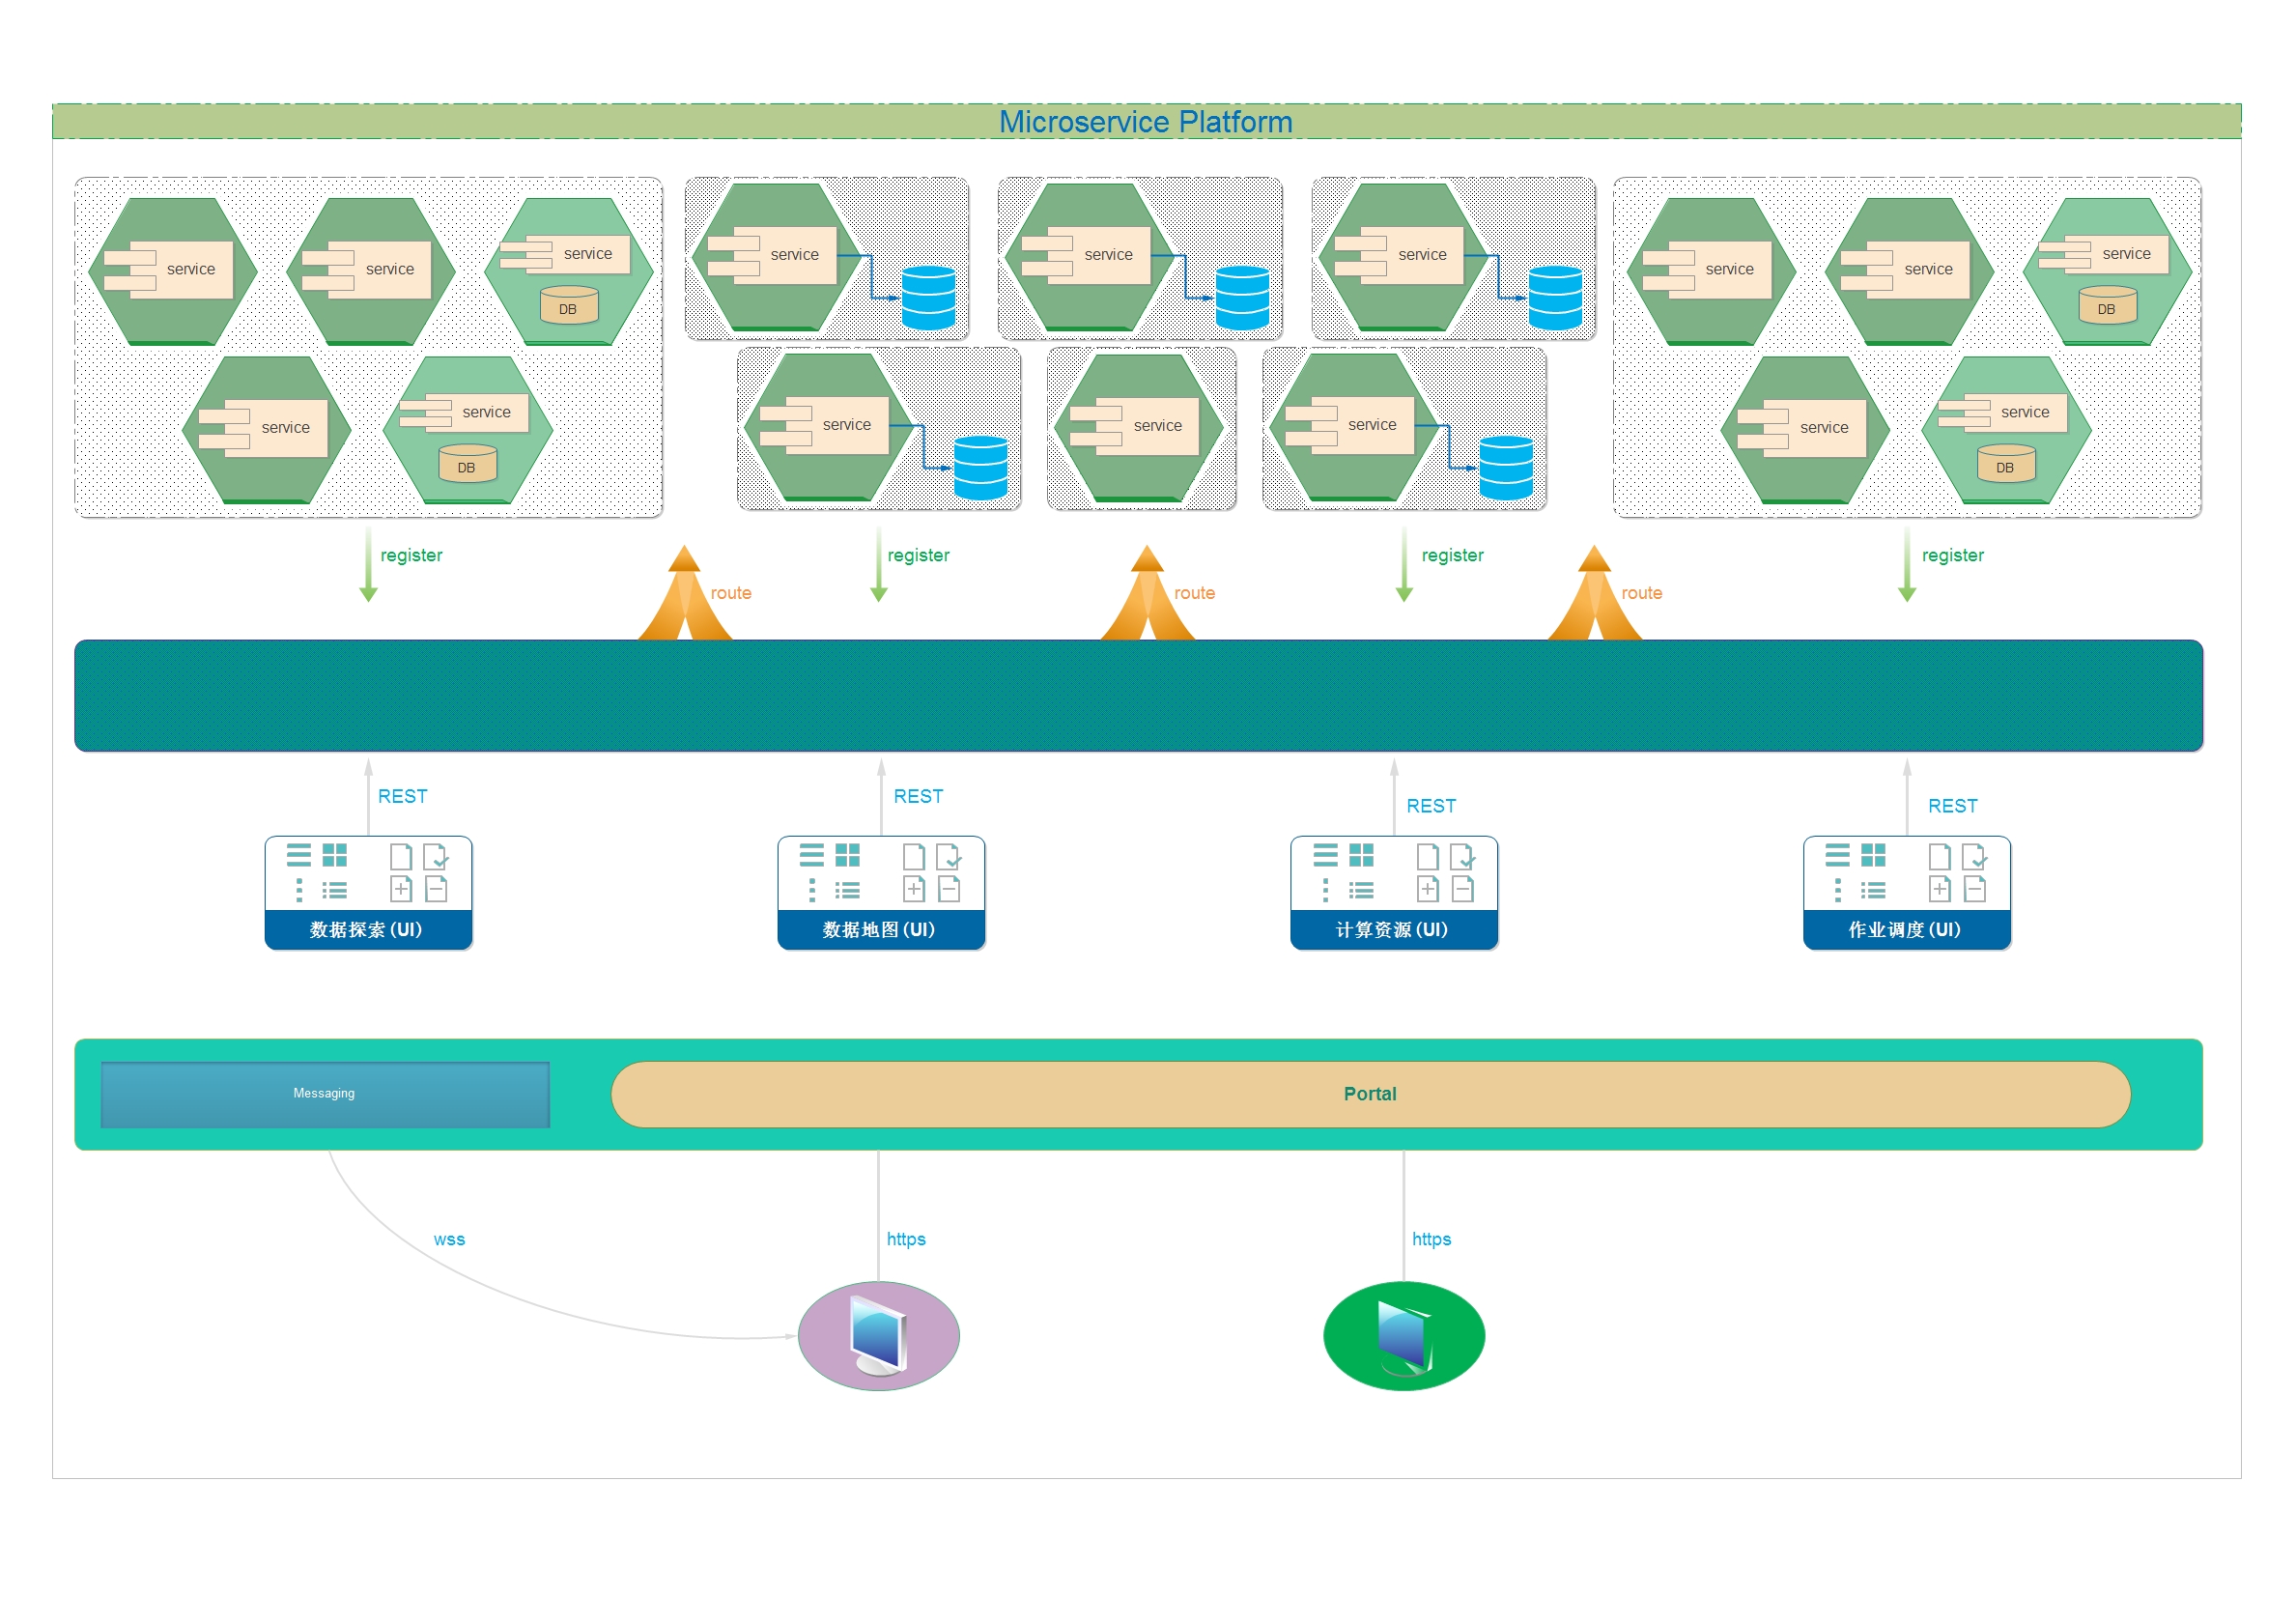 Microservice Platform
service
service
service
DB
service
service
DB
service
service
service
service
service
service
service
service
service
DB
service
service
DB
register
register
register
register
route
route
route
REST
REST
REST
REST
数据探索(UI)
数据地图(UI)
计算资源(UI)
作业调度(UI)
Messaging
Portal
wss
https
https